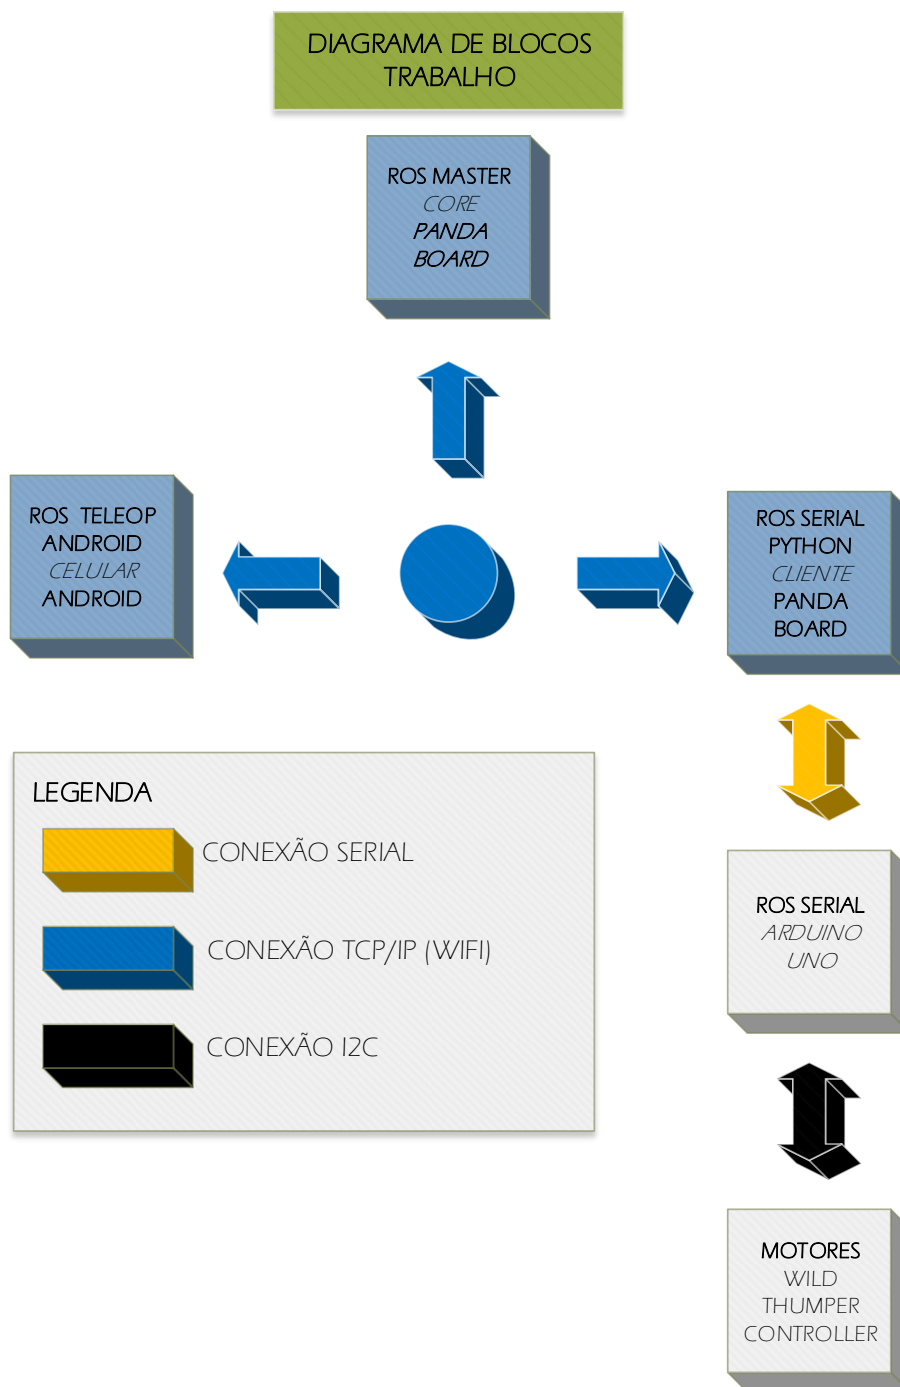 DIAGRAMA DE BLOCOS
TRABALHO
ROS MASTER
CORE
PANDA
BOARD
ROS TELEOP
ANDROID
CELULAR
ANDROID
ROS SERIAL
PYTHON
CLIENTE
PANDA
BOARD
LEGENDA
CONEXÃO SERIAL
CONEXÃO TCP/IP (WIFI)
CONEXÃO I2C
ROS SERIAL
ARDUINO
UNO
MOTORES
WILD
THUMPER
CONTROLLER